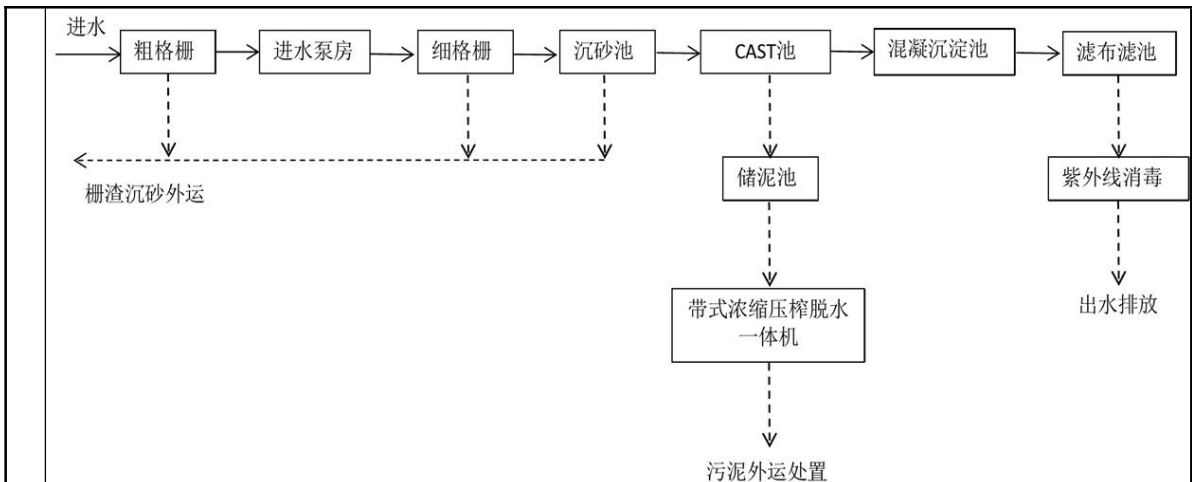 进水
粗格栅
进水泵房
细格栅
沉砂池
CAST池
混凝沉淀池
滤布滤池
栅渣沉砂外运
储泥池
紫外线消毒
带式浓缩压榨脱水
一体机
出水排放
污泥外运处置